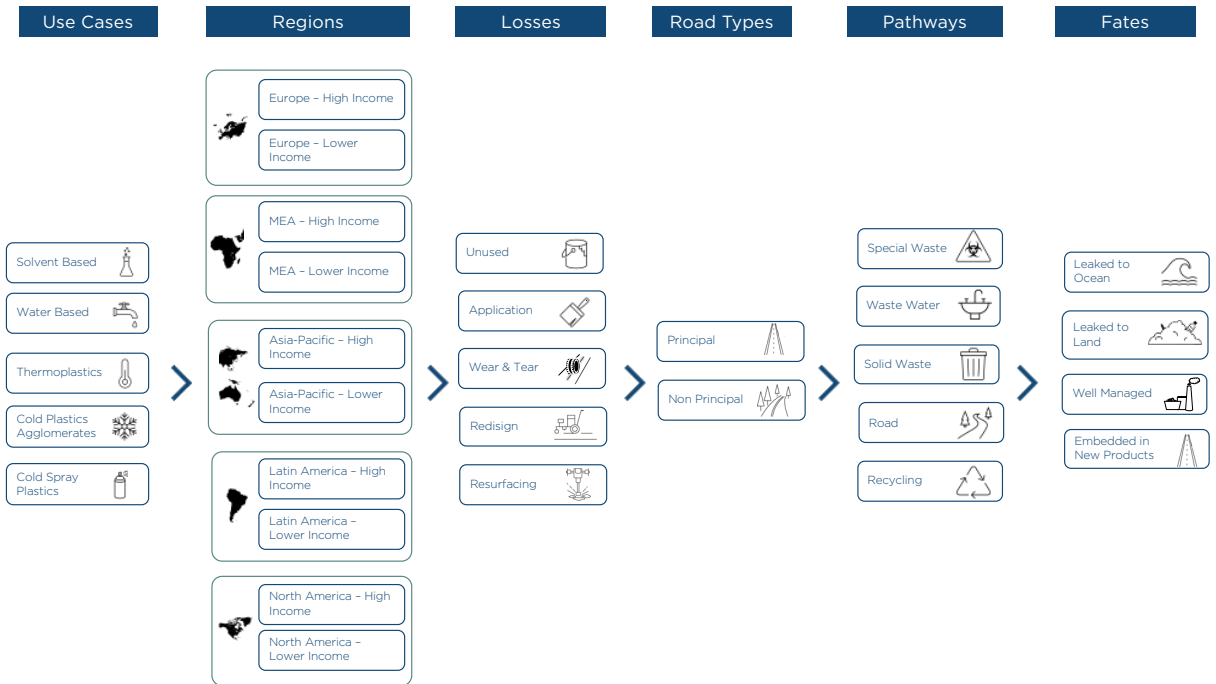 Use Cases
Regions
Losses
Road Types
Pathways
Fates
Solvent Based
Water Based
Thermoplastics
Cold Plastics
Agglomerates
Cold Spray
Plastics
Europe – High Income
Europe – Lower
Income
MEA – High Income
MEA – Lower Income
Asia-Pacific – High
Income
Asia-Pacific – Lower
Income
Latin America – High
Income
Latin America –
Lower Income
North America – High
Income
North America –
Lower Income
Unused
Application
Wear & Tear
Redisign
Resurfacing
Principal
Non Principal
Special Waste
Waste Water
Solid Waste
Road
Recycling
Leaked to
Ocean
Leaked to
Land
Well Managed
Embedded in
New Products